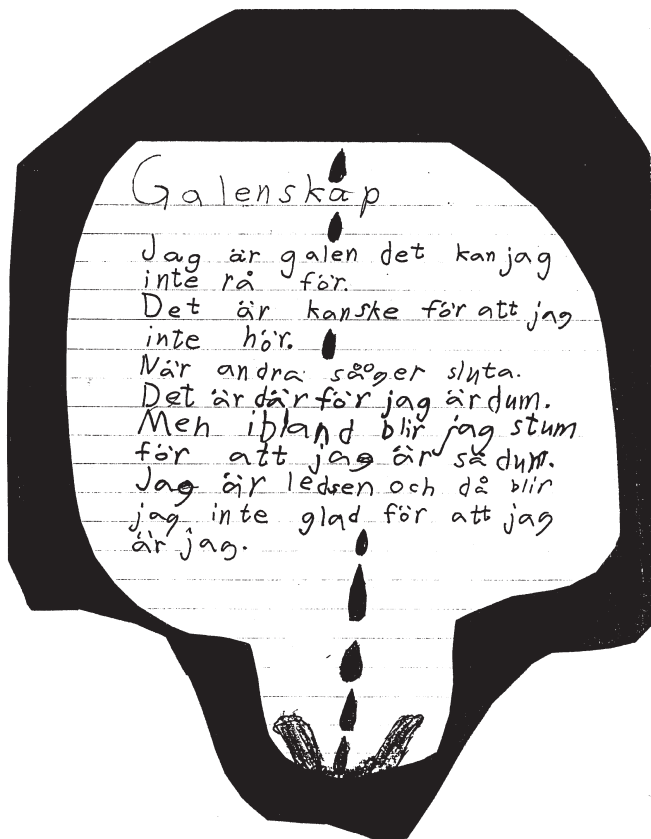 Galenskap
Jag är galen det kan jag
inte rå för.
Det är kanske för att jag
inte hör.
När andra såger sluta.
Det är där för jag är dum.
Men ibland blir jag stum
för att jag är så dum.
Jag är ledsen och då blir
jag inte glad för att jag
är jag.